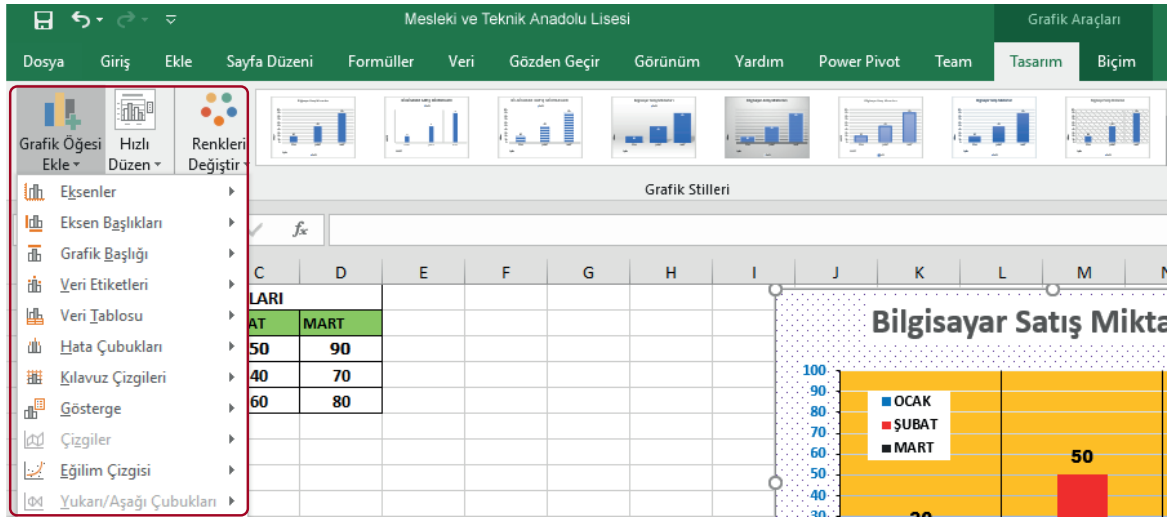 Mesleki ve Teknik Anadolu Lisesi
Grafik Araçları
Dosya Giriş Ekle Sayfa Düzeni Formüller Veri Gözden Geçir Görünüm Yardım Power Pivot Team Tasarım Biçim
Grafik Öğesi Ekle
Hızlı Düzen
Renkleri Değiştir
Grafik Stilleri
Eksenler
Eksen Başlıkları
Grafik Başlığı
Veri Etiketleri
Veri Tablosu
Hata Çubukları
Kılavuz Çizgileri
Gösterge
Çizgiler
Eğilim Çizgisi
Yukarı/Aşağı Çubukları
fx
C D E F G H I J K L M N
LARI
AT MART
50 90
40 70
60 80
Bilgisayar Satış Mikta
100
90
80
70
60
50
40
30
OCAK
ŞUBAT
MART
50